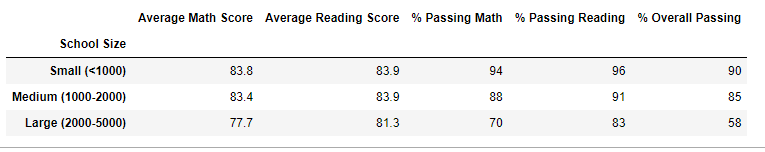 Average Math Score Average Reading Score % Passing Math % Passing Reading % Overall Passing
School Size
Small (<1000) 83.8 83.9 94 96 90
Medium (1000-2000) 83.4 83.9 88 91 85
Large (2000-5000) 77.7 81.3 70 83 58